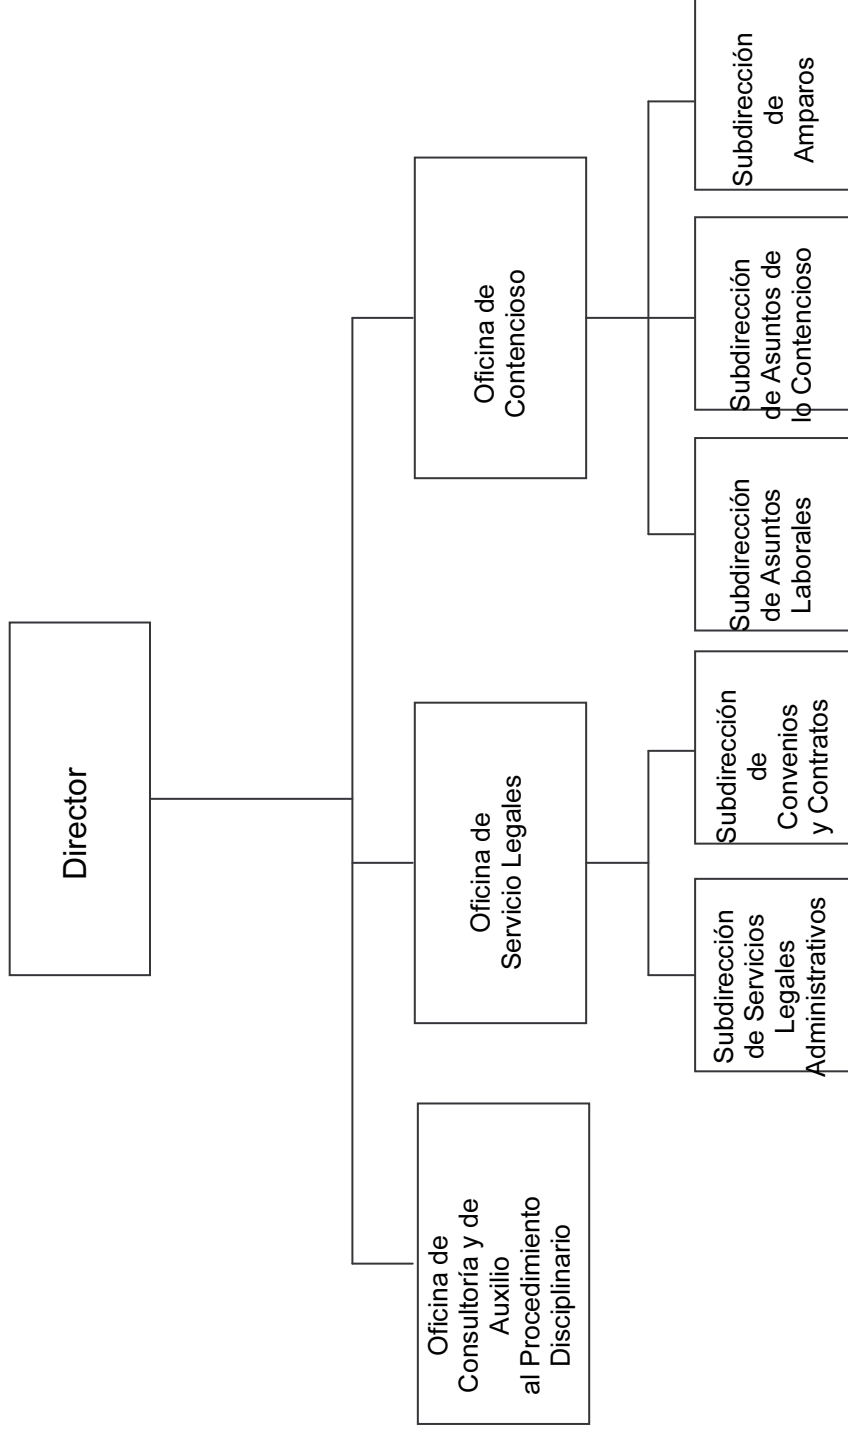 Director
Oficina de
Consultoría y de
Auxilio
al Procedimiento
Disciplinario
Oficina de
Servicio Legales
Oficina de
Contencioso
Subdirección
de Servicios
Legales
Administrativos
Subdirección
de
Convenios
y Contratos
Subdirección
de Asuntos
Laborales
Subdirección
de Asuntos de
lo Contencioso
Subdirección
de
Amparos